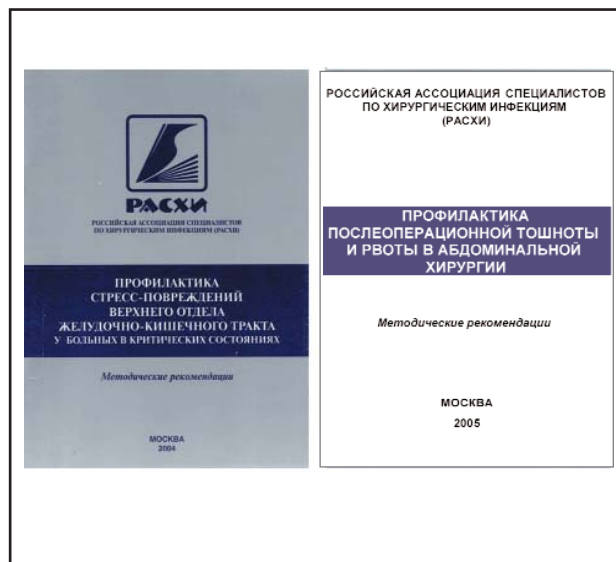 РАСХИ
РОССИЙСКАЯ АССОЦИАЦИЯ СПЕЦИАЛИСТОВ
ПО ХИРУРГИЧЕСКИМ ИНФЕКЦИЯМ (РАСХИ)
ПРОФИЛАКТИКА
СТРЕСС-ПОВРЕЖДЕНИЙ
ВЕРХНЕГО ОТДЕЛА
ЖЕЛУДОЧНО-КИШЕЧНОГО ТРАКТА
У БОЛЬНЫХ В КРИТИЧЕСКИХ СОСТОЯНИЯХ
Методические рекомендации
МОСКВА
2004
РОССИЙСКАЯ АССОЦИАЦИЯ СПЕЦИАЛИСТОВ
ПО ХИРУРГИЧЕСКИМ ИНФЕКЦИЯМ
(РАСХИ)
ПРОФИЛАКТИКА
ПОСЛЕОПЕРАЦИОННОЙ ТОШНОТЫ
И РВОТЫ В АБДОМИНАЛЬНОЙ
ХИРУРГИИ
Методические рекомендации
МОСКВА
2005